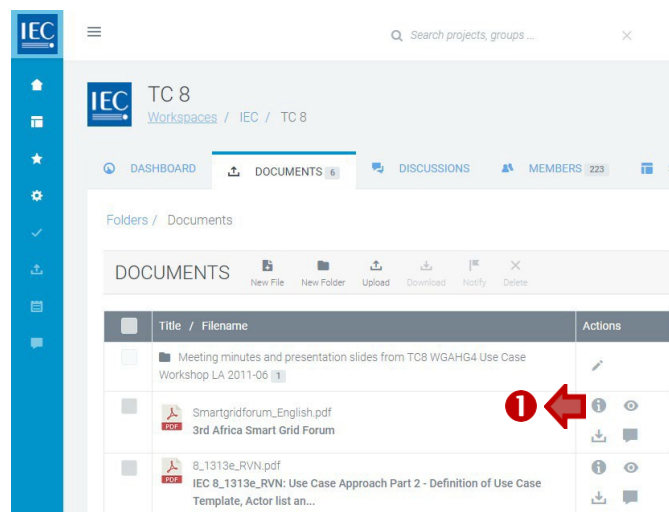 IEC
Search projects, groups ...
IEC
TC 8
Workspaces / IEC / TC 8
DASHBOARD
DOCUMENTS 6
DISCUSSIONS
MEMBERS 223
Folders / Documents
DOCUMENTS
New File
New Folder
Upload
Download
Notify
Delete
Title / Filename
Actions
Meeting minutes and presentation slides from TC8 WGAHG4 Use Case
Workshop LA 2011-06 1
1
PDF
Smartgridforum_English.pdf
3rd Africa Smart Grid Forum
PDF
8_1313e_RVN.pdf
IEC 8_1313e_RVN: Use Case Approach Part 2 - Definition of Use Case
Template, Actor list an...